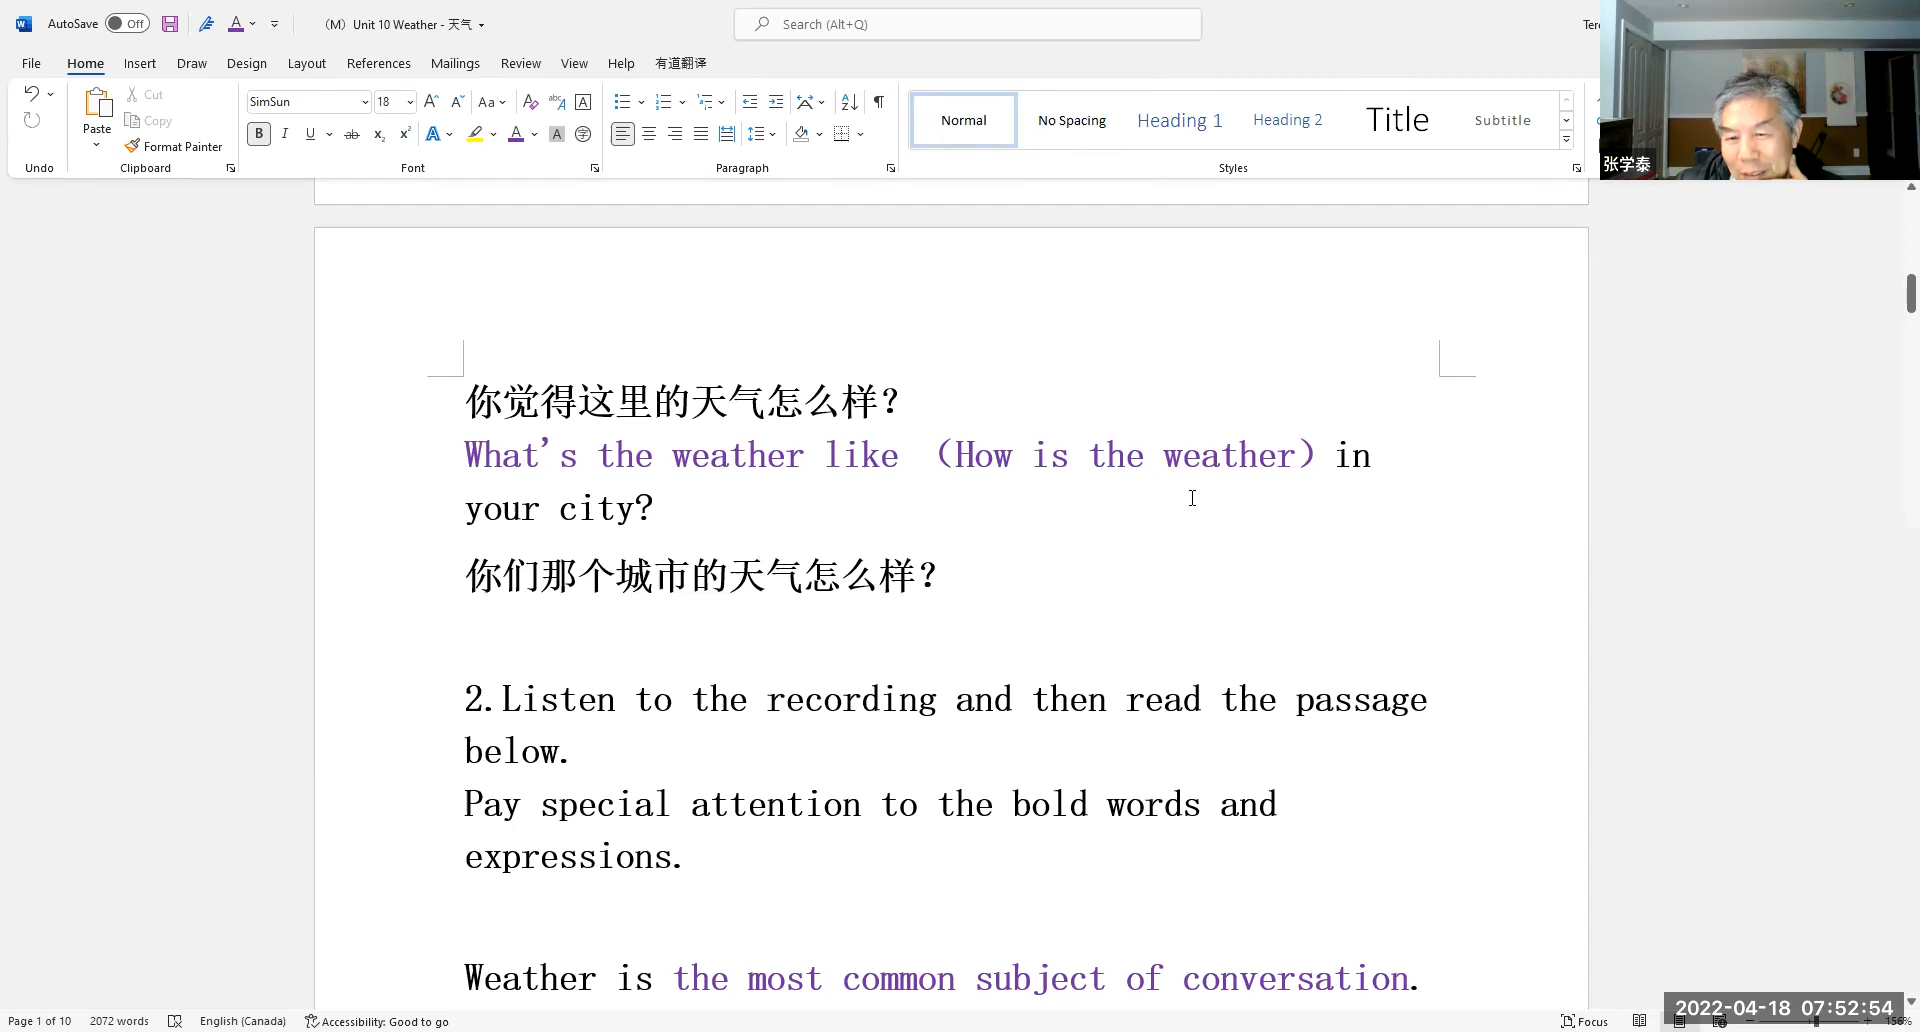 AutoSave Off （M）Unit 10 Weather - 天气 Search (Alt+Q)
File Home Insert Draw Design Layout References Mailings Review View Help 有道翻译
Cut
Copy
Format Painter
Paste
SimSun 18
Normal No Spacing Heading 1 Heading 2 Title Subtitle
Undo Clipboard Font Paragraph Styles
张学泰
你觉得这里的天气怎么样？
What's the weather like （How is the weather）in
your city?
你们那个城市的天气怎么样？
2.Listen to the recording and then read the passage
below.
Pay special attention to the bold words and
expressions.
Weather is the most common subject of conversation.
2022-04-18 07:52:54
Page 1 of 10 2072 words English (Canada) Accessibility: Good to go Focus 156%